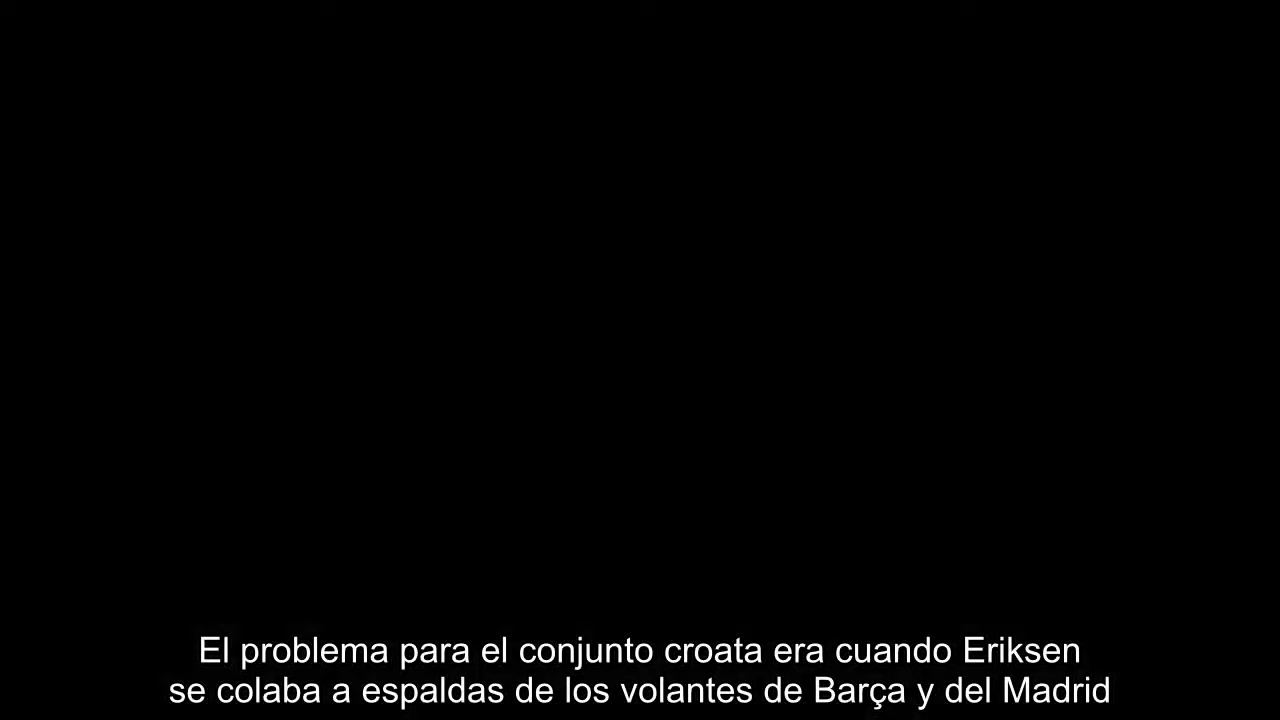 El problema para el conjunto croata era cuando Eriksen
se colaba a espaldas de los volantes de Barça y del Madrid